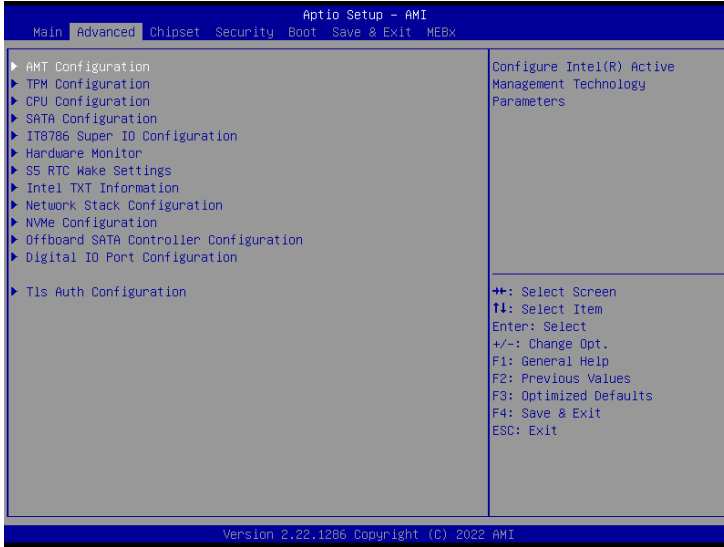 Aptio Setup – AMI
Main Advanced Chipset Security Boot Save & Exit MEBx
▶ AMT Configuration
▶ TPM Configuration
▶ CPU Configuration
▶ SATA Configuration
▶ IT8786 Super IO Configuration
▶ Hardware Monitor
▶ S5 RTC Wake Settings
▶ Intel TXT Information
▶ Network Stack Configuration
▶ NVMe Configuration
▶ Offboard SATA Controller Configuration
▶ Digital IO Port Configuration
▶ Tls Auth Configuration
Configure Intel(R) Active
Management Technology
Parameters
→←: Select Screen
↑↓: Select Item
Enter: Select
+/-: Change Opt.
F1: General Help
F2: Previous Values
F3: Optimized Defaults
F4: Save & Exit
ESC: Exit
Version 2.22.1286 Copyright (C) 2022 AMI